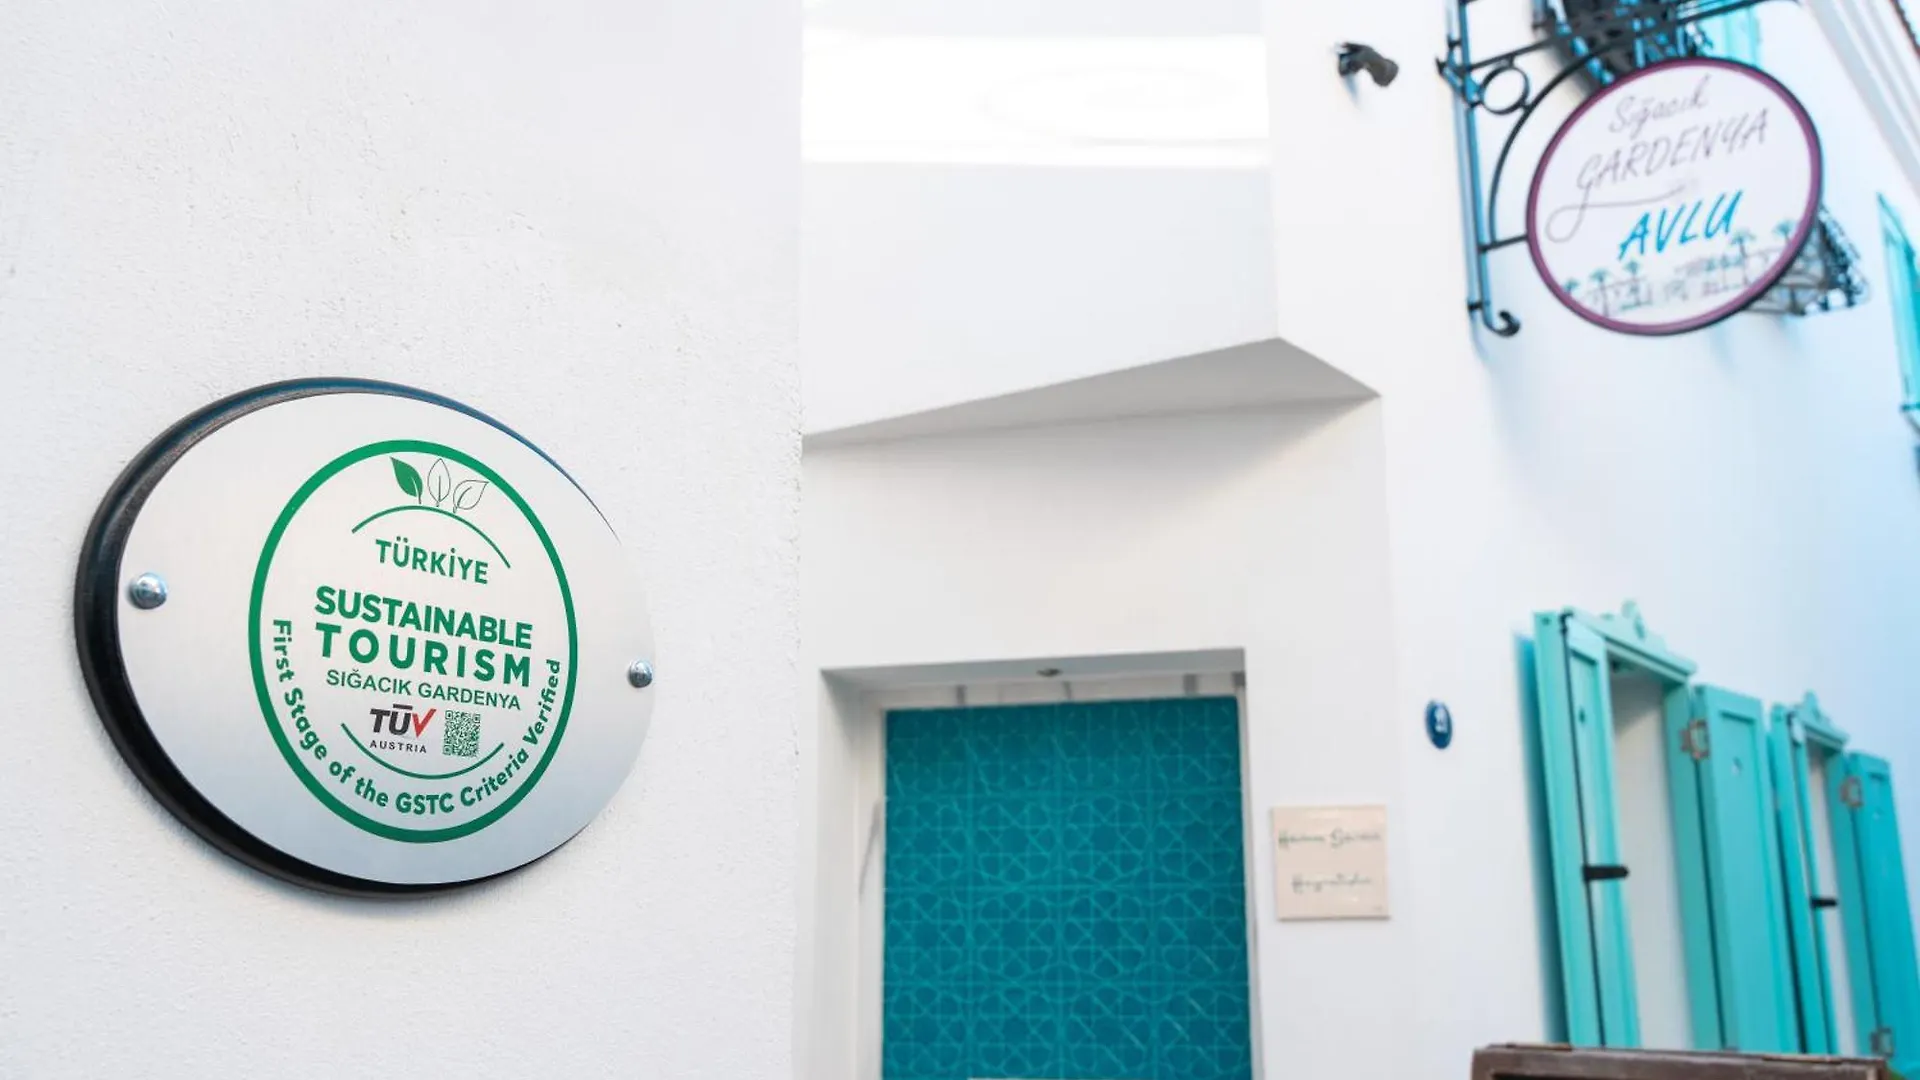 TÜRKİYE
SUSTAINABLE
TOURISM
SIĞACIK GARDENYA
TÜV
AUSTRIA
First Stage of the GSTC Criteria Verified
Sığacık
GARDENYA
AVLU